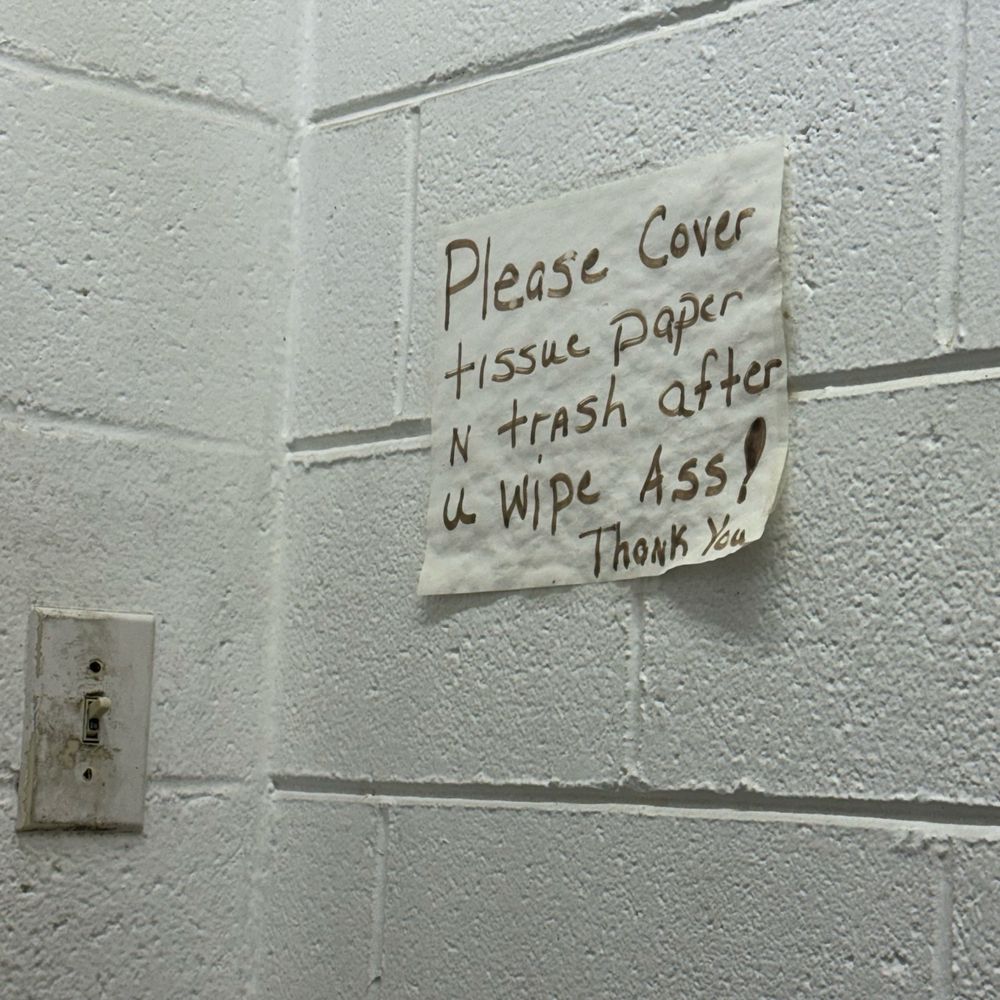 Please Cover
tissue paper
N trash after
u wipe Ass!
Thank You